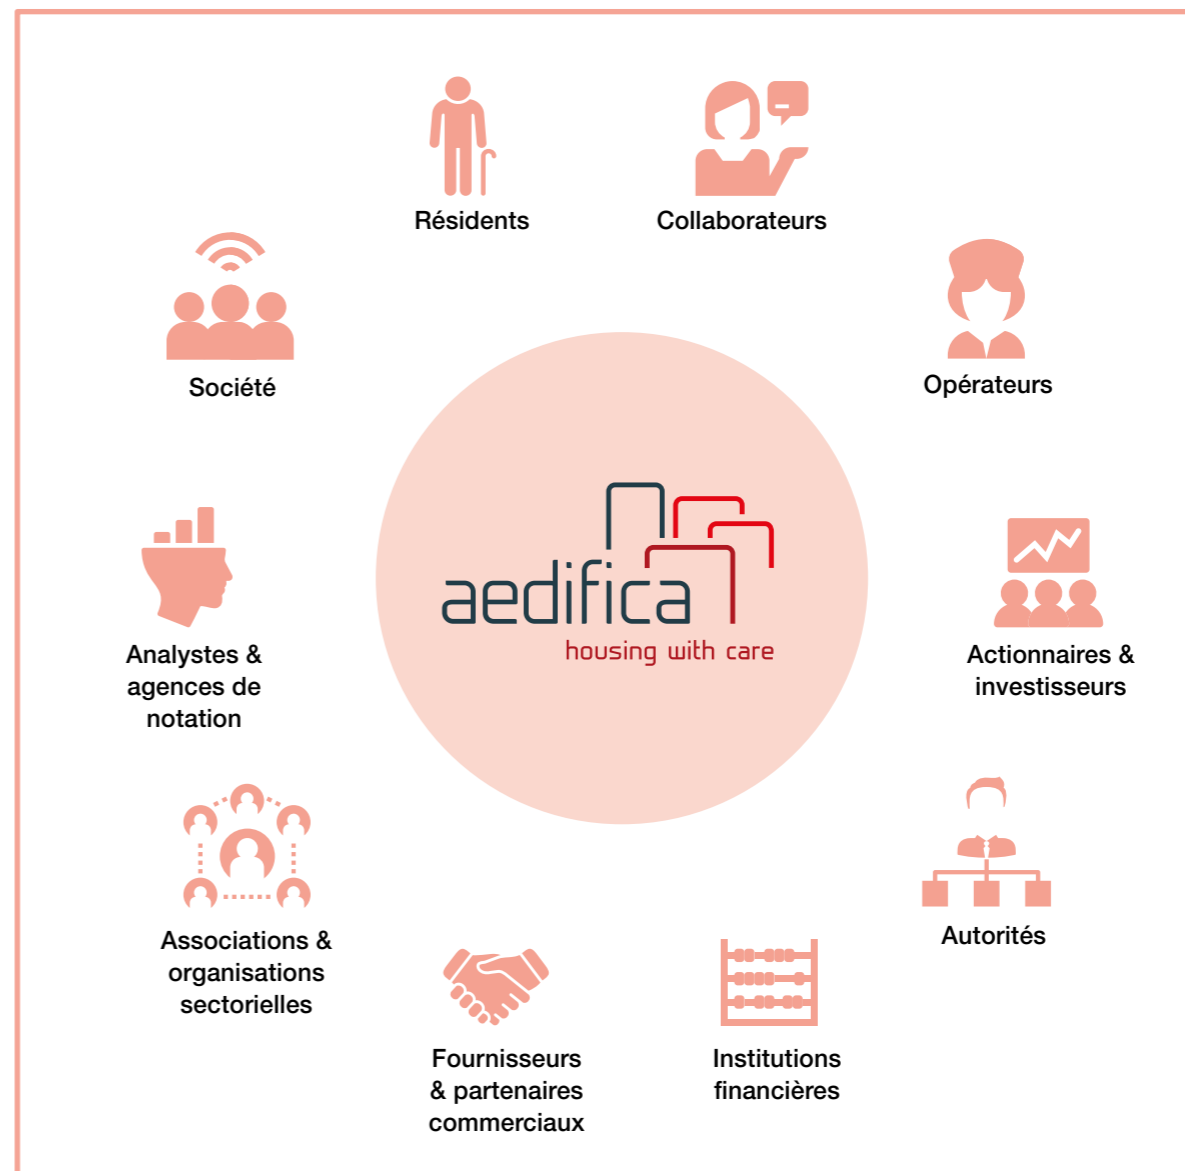 Résidents
Collaborateurs
Société
Opérateurs
aedifica
housing with care
Analystes &
agences de
notation
Actionnaires &
investisseurs
Associations &
organisations
sectorielles
Autorités
Fournisseurs
& partenaires
commerciaux
Institutions
financières